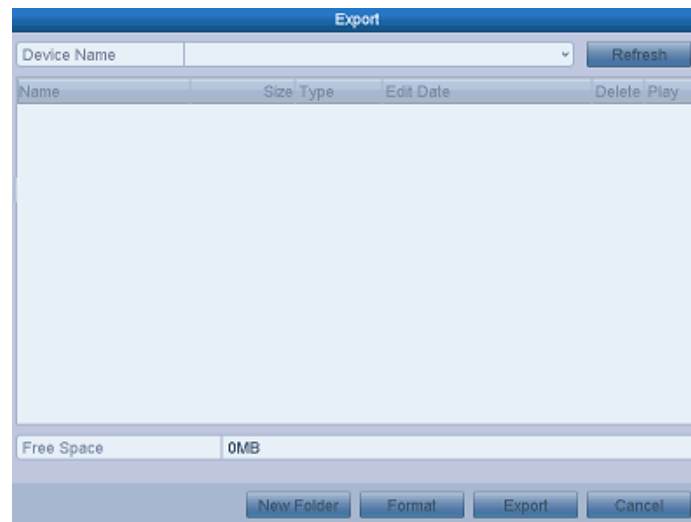 Export
Device Name Refresh
Name Size Type Edit Date Delete Play
Free Space 0MB
New Folder Format Export Cancel